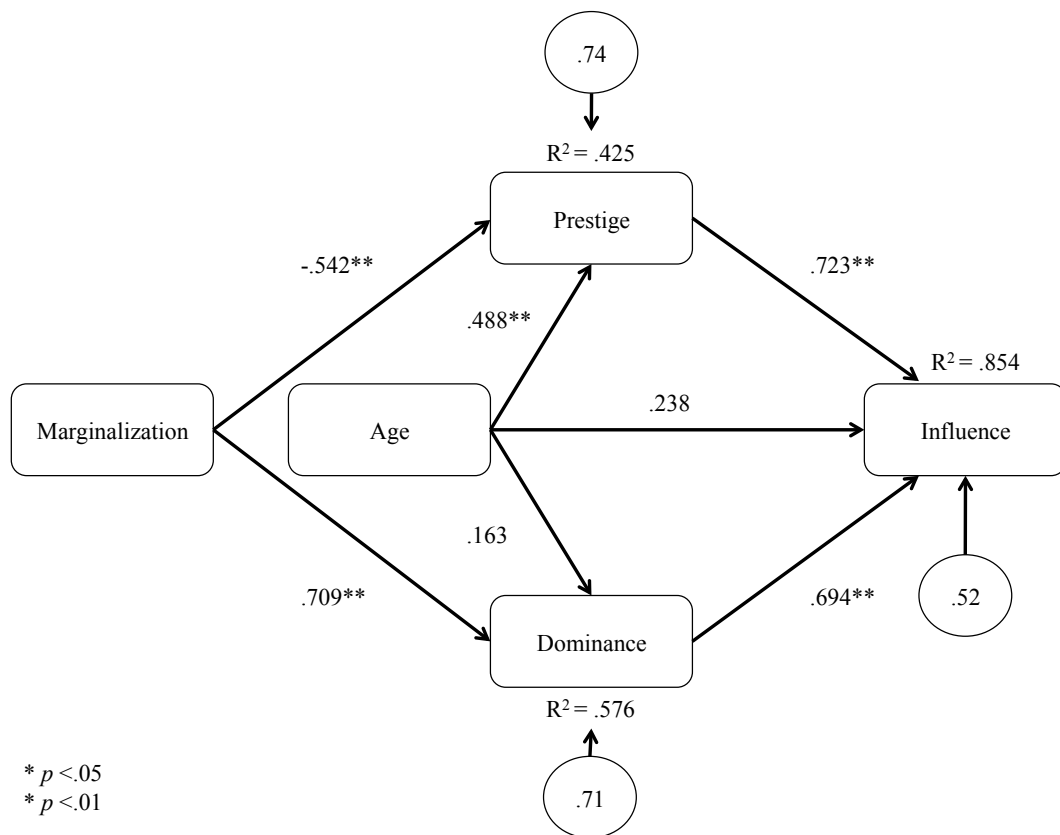 .74
R² = .425
Prestige
-.542**
.723**
.488**
R² = .854
Marginalization
Age
.238
Influence
.163
.709**
.694**
.52
Dominance
R² = .576
.71
* p <.05
* p <.01